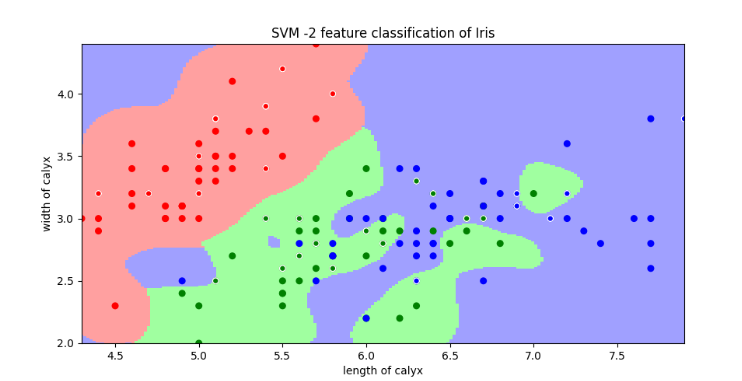 SVM -2 feature classification of Iris
width of calyx
4.0
3.5
3.0
2.5
2.0
4.5 5.0 5.5 6.0 6.5 7.0 7.5
length of calyx